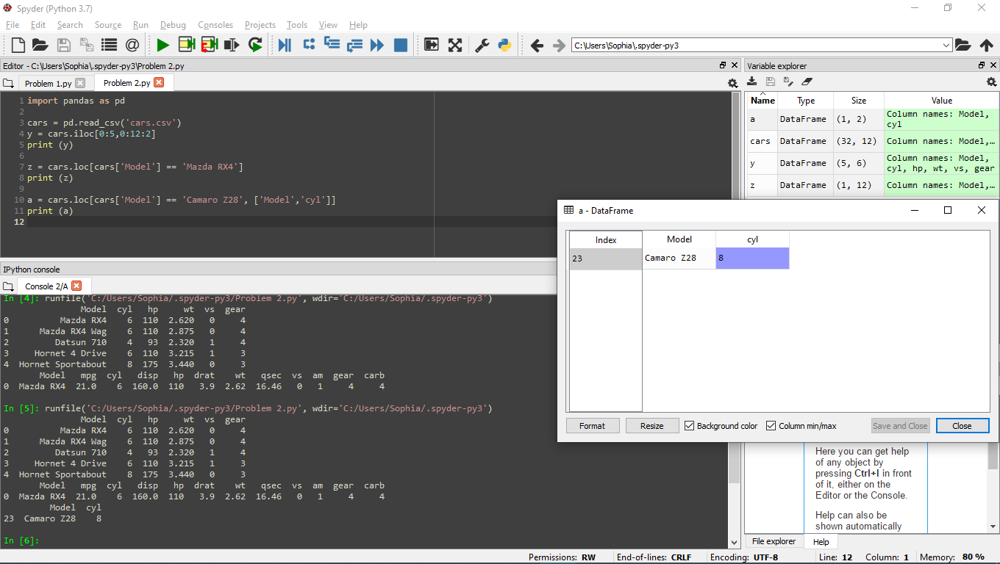 Spyder (Python 3.7)
File Edit Search Source Run Debug Consoles Projects Tools View Help
C:\Users\Sophia\.spyder-py3
Editor - C:\Users\Sophia\.spyder-py3\Problem 2.py
Problem 1.py Problem 2.py
1 import pandas as pd
2
3 cars = pd.read_csv('cars.csv')
4 y = cars.iloc[0:5,0:12:2]
5 print (y)
6
7 z = cars.loc[cars['Model'] == 'Mazda RX4']
8 print (z)
9
10 a = cars.loc[cars['Model'] == 'Camaro Z28', ['Model','cyl']]
11 print (a)
12
Variable explorer
Name Type Size Value
a DataFrame (1, 2) Column names: Model,
cyl
cars DataFrame (32, 12) Column names: Model,…
y DataFrame (5, 6) Column names: Model,
cyl, hp, wt, vs, gear
z DataFrame (1, 12) Column names: Model,…
a - DataFrame
Index Model cyl
23 Camaro Z28 8
Format Resize Background color Column min/max Save and Close Close
IPython console
Console 2/A
In [4]: runfile('C:/Users/Sophia/.spyder-py3/Problem 2.py', wdir='C:/Users/Sophia/.spyder-py3')
Model cyl hp wt vs gear
0 Mazda RX4 6 110 2.620 0 4
1 Mazda RX4 Wag 6 110 2.875 0 4
2 Datsun 710 4 93 2.320 1 4
3 Hornet 4 Drive 6 110 3.215 1 3
4 Hornet Sportabout 8 175 3.440 0 3
Model mpg cyl disp hp drat wt qsec vs am gear carb
0 Mazda RX4 21.0 6 160.0 110 3.9 2.62 16.46 0 1 4 4
In [5]: runfile('C:/Users/Sophia/.spyder-py3/Problem 2.py', wdir='C:/Users/Sophia/.spyder-py3')
Model cyl hp wt vs gear
0 Mazda RX4 6 110 2.620 0 4
1 Mazda RX4 Wag 6 110 2.875 0 4
2 Datsun 710 4 93 2.320 1 4
3 Hornet 4 Drive 6 110 3.215 1 3
4 Hornet Sportabout 8 175 3.440 0 3
Model mpg cyl disp hp drat wt qsec vs am gear carb
0 Mazda RX4 21.0 6 160.0 110 3.9 2.62 16.46 0 1 4 4
Model cyl
23 Camaro Z28 8
In [6]:
Here you can get help
of any object by
pressing Ctrl+I in front
of it, either on the
Editor or the Console.
Help can also be
shown automatically
File explorer Help
Permissions: RW End-of-lines: CRLF Encoding: UTF-8 Line: 12 Column: 1 Memory: 80 %